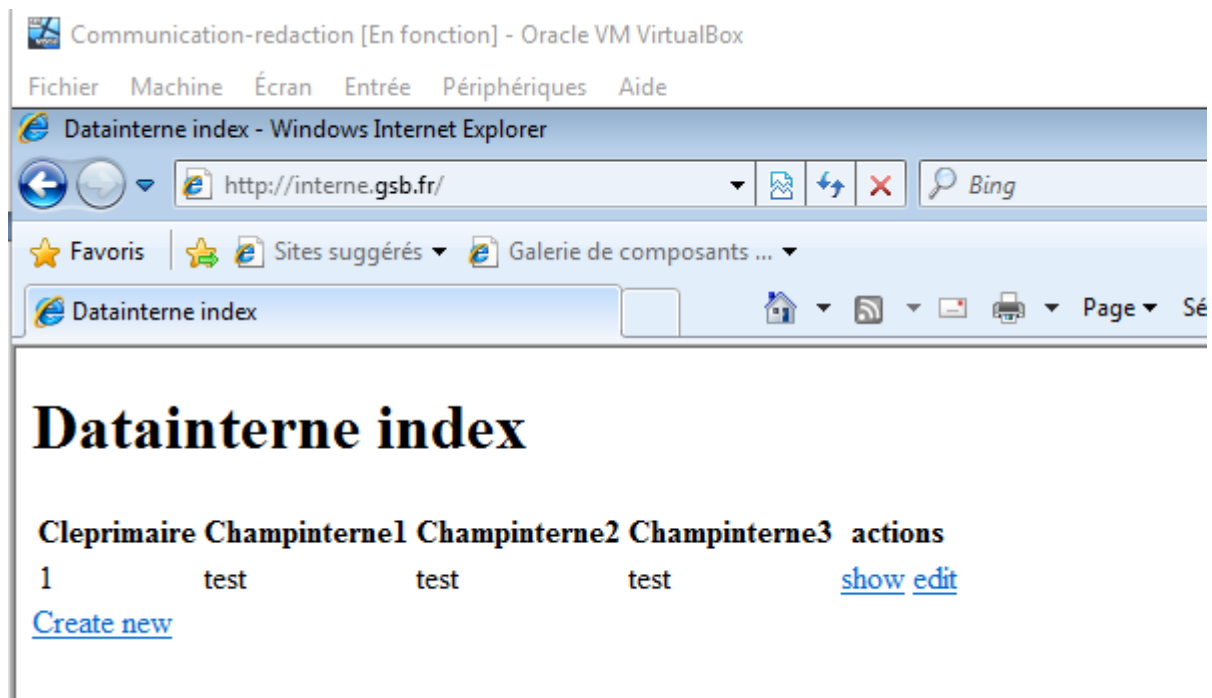 Communication-redaction [En fonction] - Oracle VM VirtualBox
Fichier Machine Écran Entrée Périphériques Aide
Datainterne index - Windows Internet Explorer
http://interne.gsb.fr/ Bing
Favoris Sites suggérés Galerie de composants ...
Datainterne index Page Sé
Datainterne index
Cleprimaire Champinterne1 Champinterne2 Champinterne3 actions
1 test test test show edit
Create new